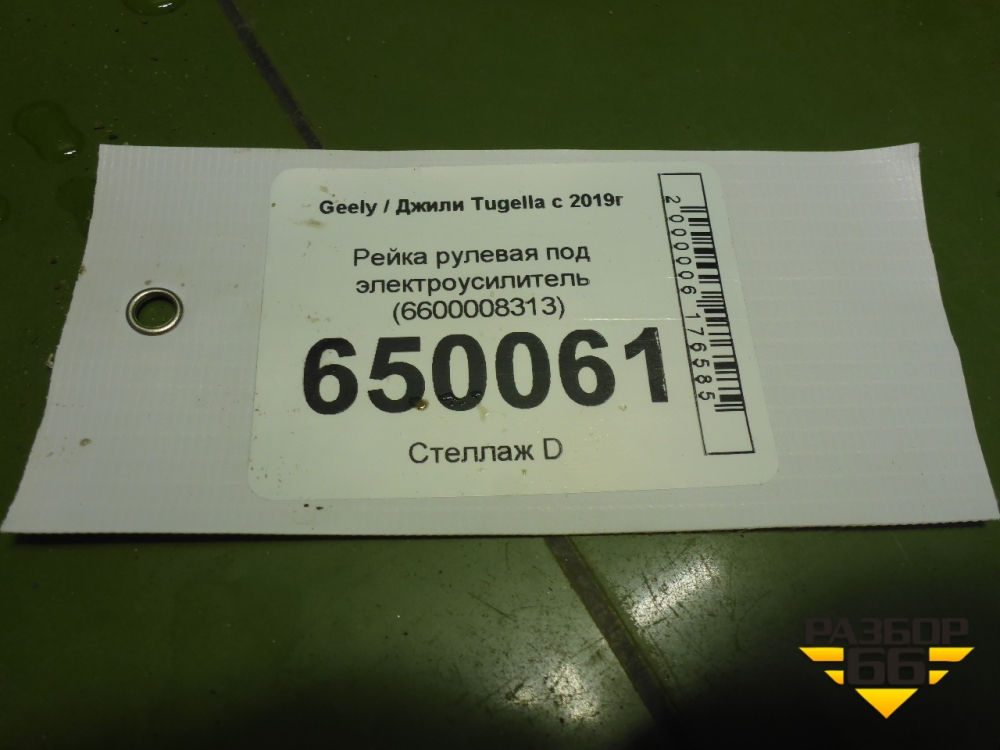 Geely / Джили Tugella с 2019г
Рейка рулевая под
электроусилитель
(6600008313)
650061
Стеллаж D
2000006176585
РАЗБОР
66